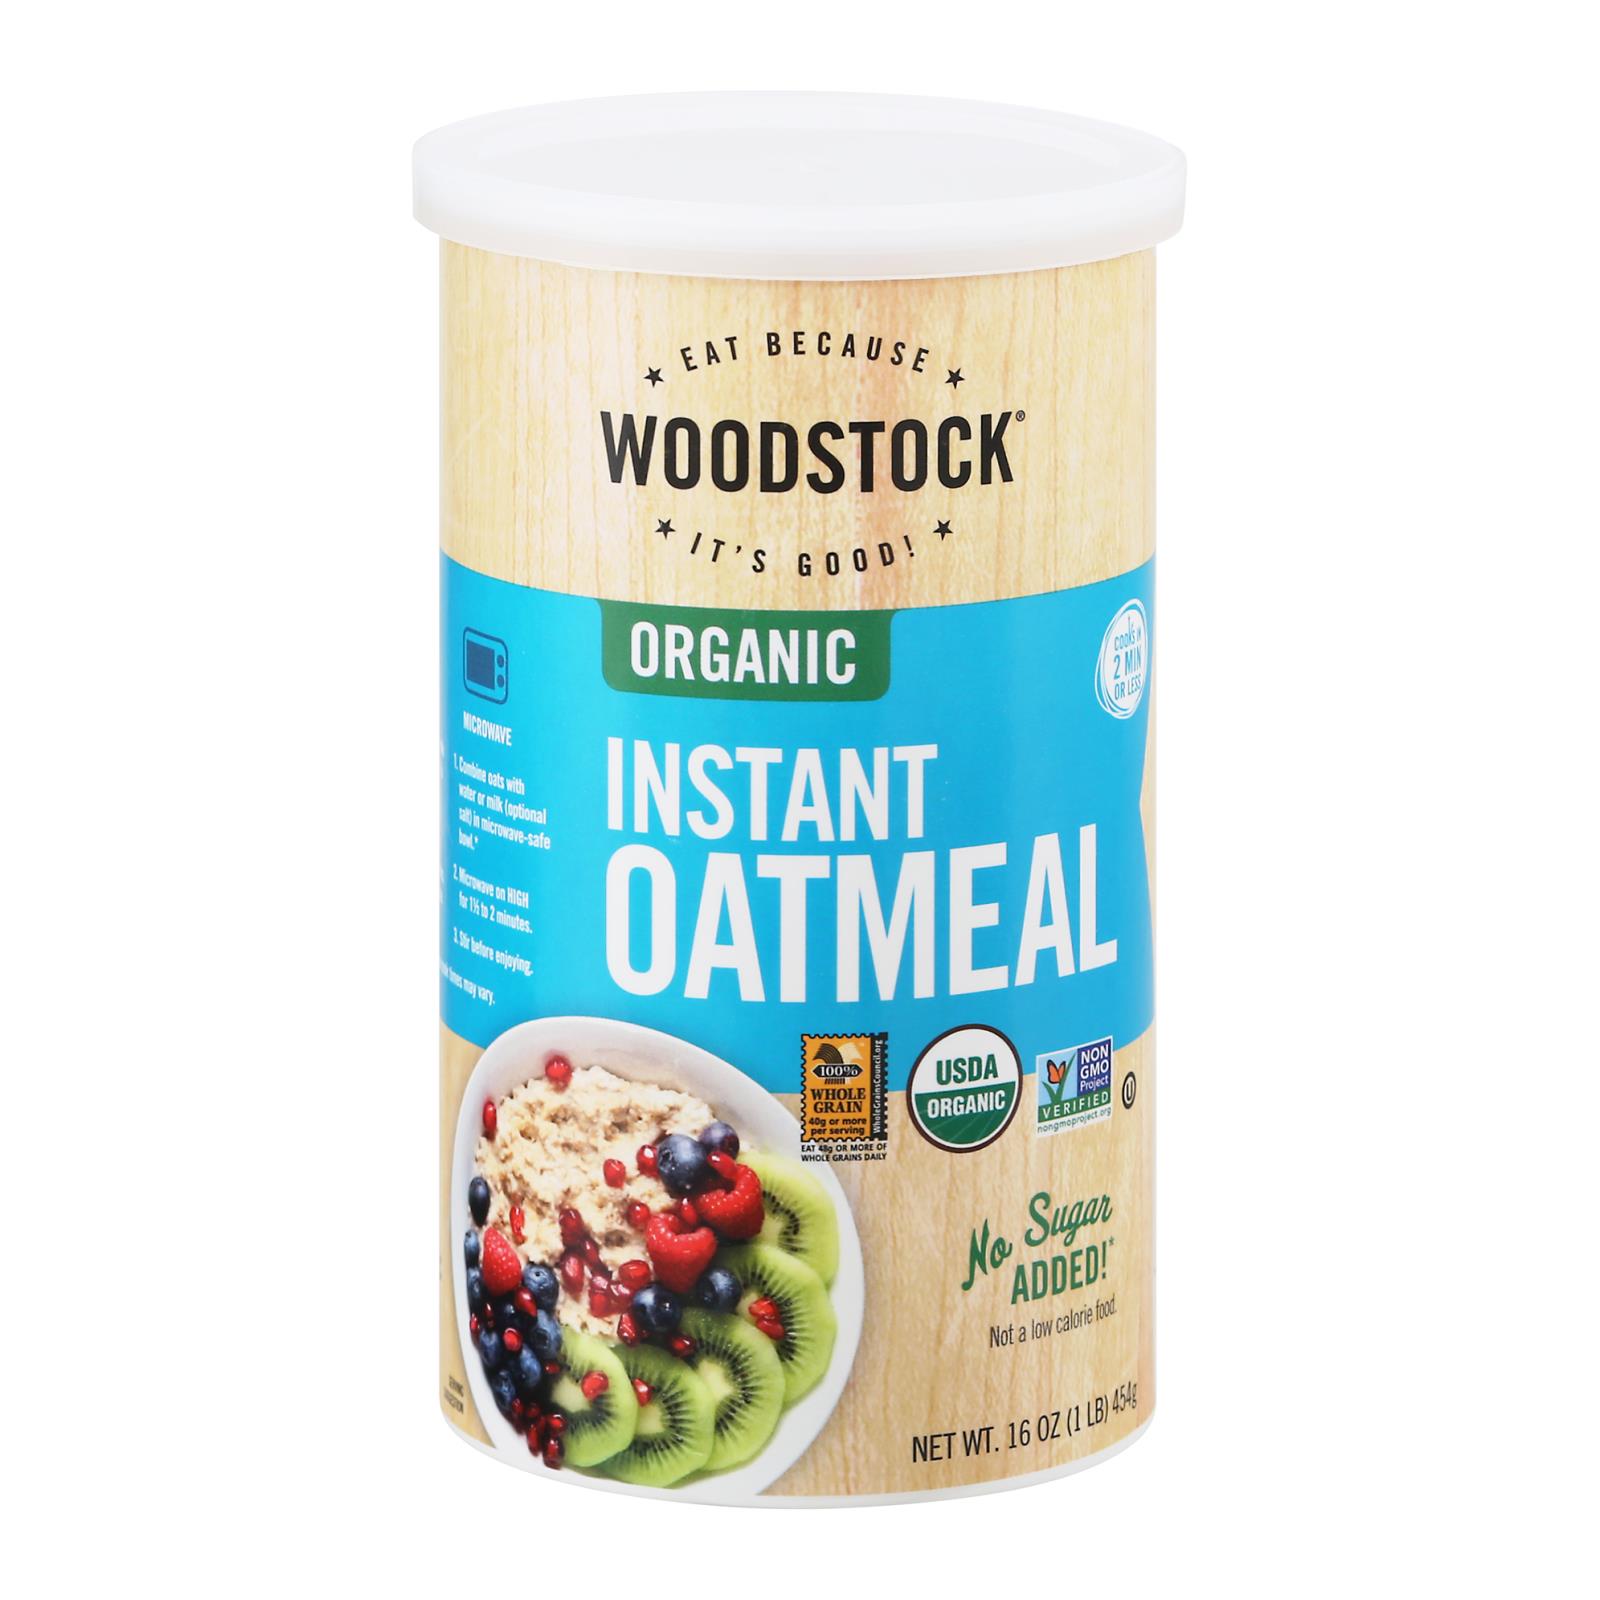 EAT BECAUSE
WOODSTOCK®
IT'S GOOD!
ORGANIC
COOKS IN
2 MIN
OR LESS
INSTANT
OATMEAL
MICROWAVE
1. Combine oats with
water or milk (optional
salt) in microwave-safe
bowl.*
2. Microwave on HIGH
for 1½ to 2 minutes.
3. Stir before enjoying.
times may vary.
100%
WHOLE
GRAIN
40g or more
per serving
WholeGrainsCouncil.org
EAT 48g OR MORE OF
WHOLE GRAINS DAILY
USDA
ORGANIC
NON
GMO
Project
VERIFIED
nongmoproject.org
U
No Sugar
ADDED!*
Not a low calorie food.
SERVING
SUGGESTION
NET WT. 16 OZ (1 LB) 454g